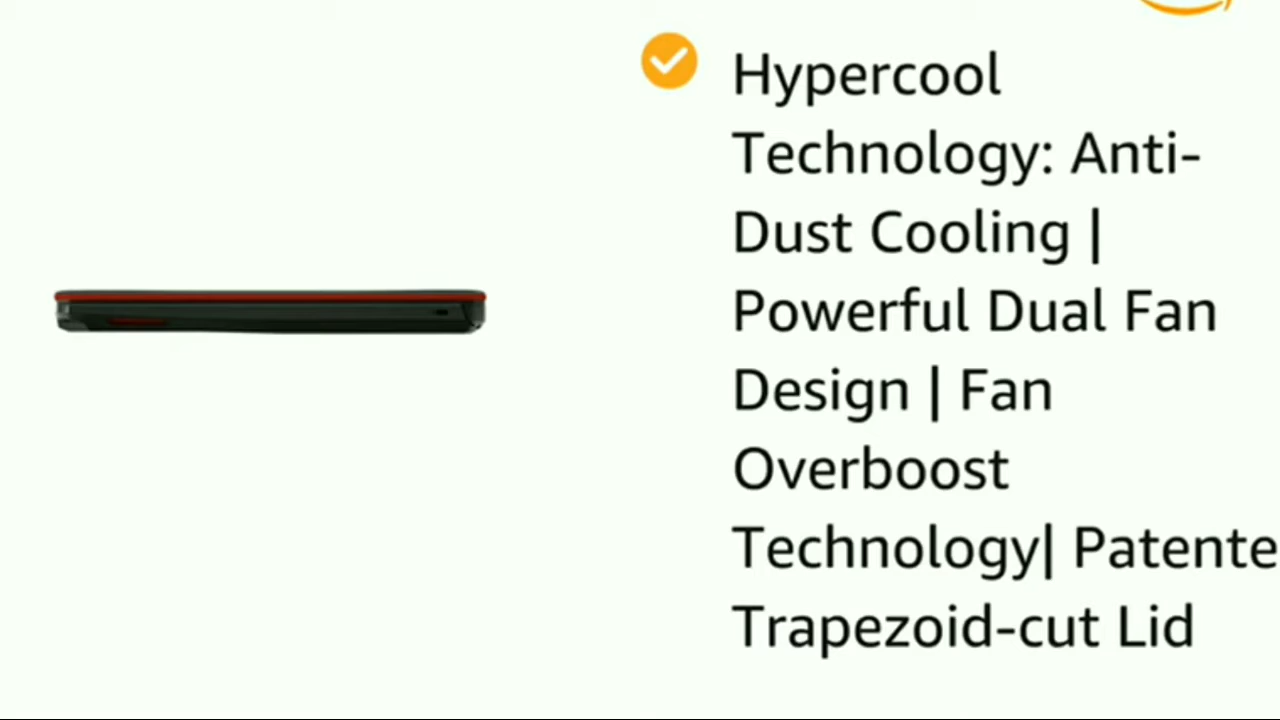 Hypercool
Technology: Anti-
Dust Cooling |
Powerful Dual Fan
Design | Fan
Overboost
Technology| Patente
Trapezoid-cut Lid